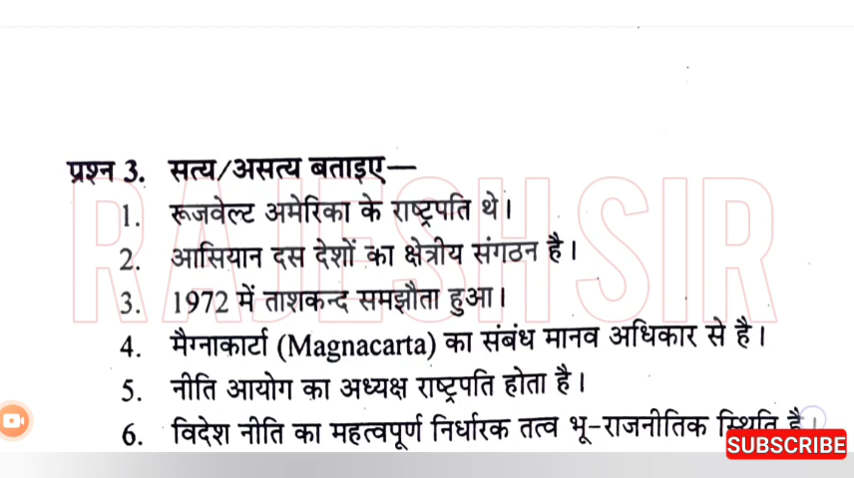 प्रश्न 3. सत्य/असत्य बताइए—
1. रूजवेल्ट अमेरिका के राष्ट्रपति थे।
2. आसियान दस देशों का क्षेत्रीय संगठन है।
3. 1972 में ताशकन्द समझौता हुआ।
4. मैग्नाकार्टा (Magnacarta) का संबंध मानव अधिकार से है।
5. नीति आयोग का अध्यक्ष राष्ट्रपति होता है।
6. विदेश नीति का महत्वपूर्ण निर्धारक तत्व भू-राजनीतिक स्थिति है।
SUBSCRIBE
RAJESH SIR